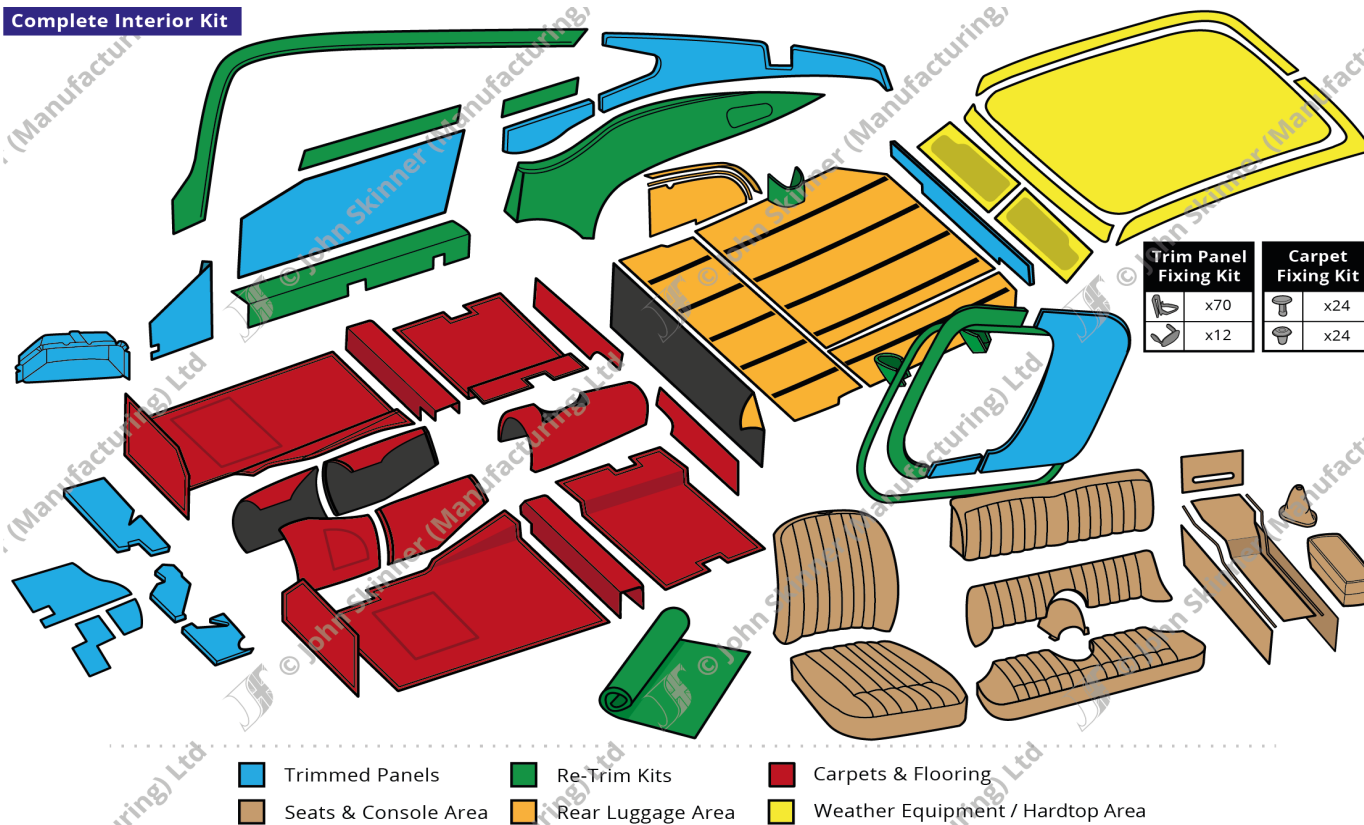 Complete Interior Kit
Trim Panel
Fixing Kit
x70
x12
Carpet
Fixing Kit
x24
x24
© John Skinner (Manufacturing) Ltd
Trimmed Panels
Re-Trim Kits
Carpets & Flooring
Seats & Console Area
Rear Luggage Area
Weather Equipment / Hardtop Area